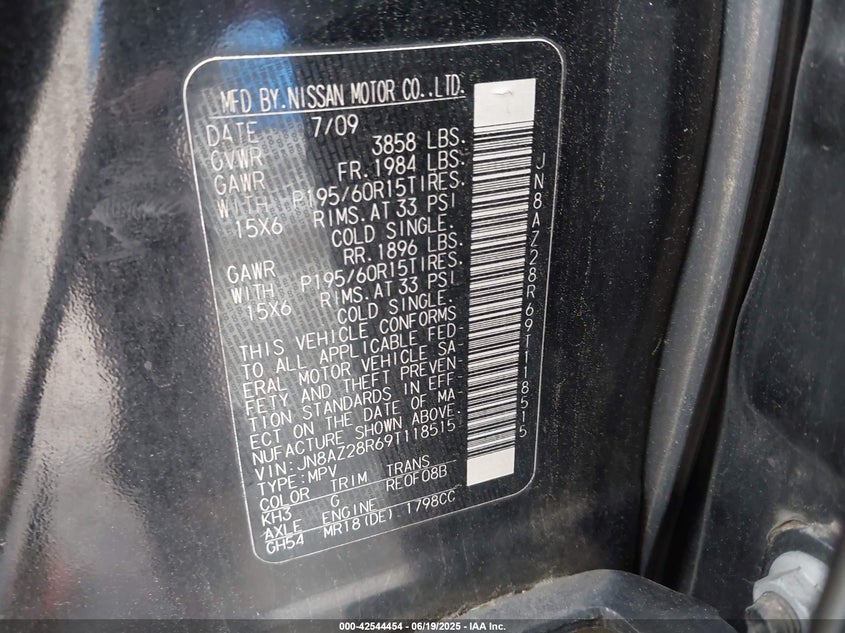 MFD BY.NISSAN MOTOR CO.,LTD.
DATE 7/09
GVWR 3858 LBS.
GAWR FR.1984 LBS.
WITH P195/60R15TIRES.
15X6 RIMS.AT 33 PSI
COLD SINGLE.
GAWR RR.1896 LBS.
WITH P195/60R15TIRES.
15X6 RIMS.AT 33 PSI
COLD SINGLE.
THIS VEHICLE CONFORMS
TO ALL APPLICABLE FED-
ERAL MOTOR VEHICLE SA-
FETY AND THEFT PREVEN-
TION STANDARDS IN EFF-
ECT ON THE DATE OF MA-
NUFACTURE SHOWN ABOVE.
VIN:JN8AZ28R69T118515
TYPE:MPV
COLOR TRIM TRANS
KH3 G RE0F08B
AXLE ENGINE
GH54 MR18(DE) 1798CC
JN8AZ28R69T118515
000-42544454 - 06/19/2025 - IAA Inc.